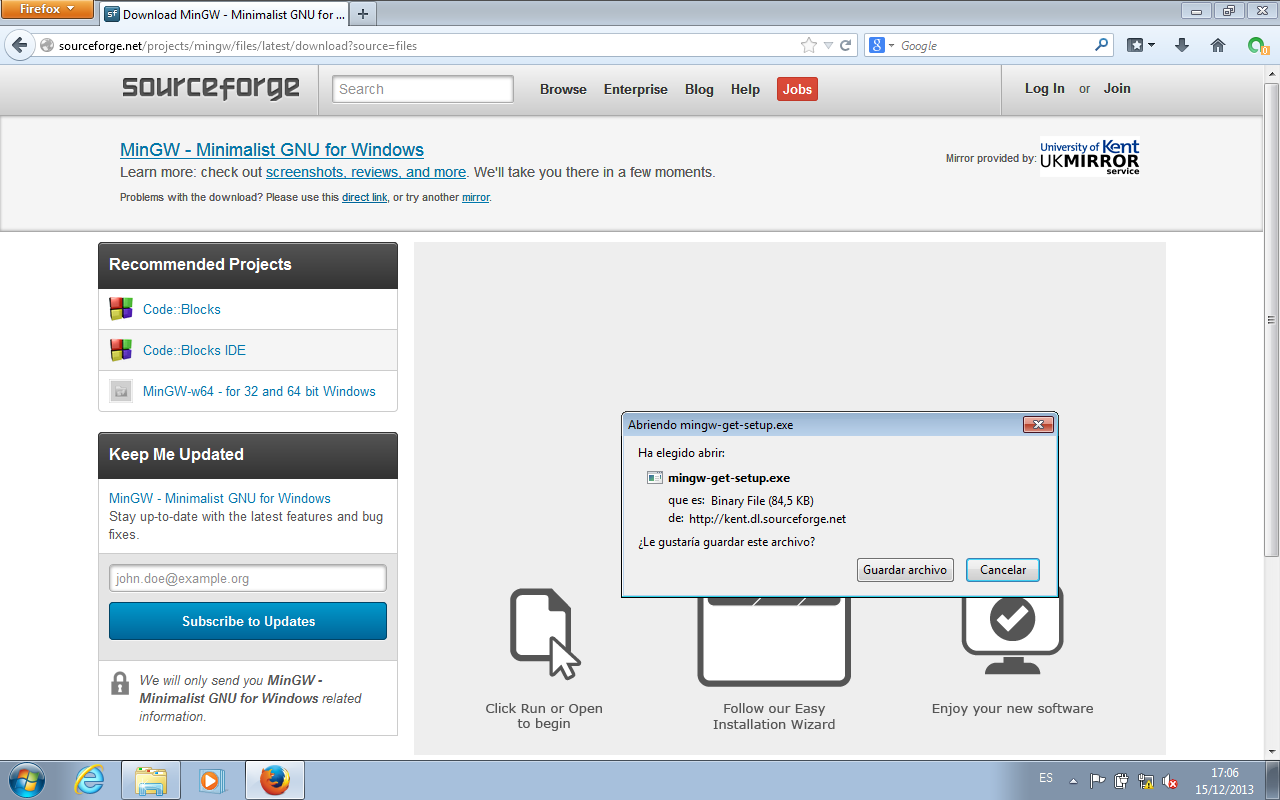 Firefox
Download MinGW - Minimalist GNU for ...
sourceforge.net/projects/mingw/files/latest/download?source=files
Google
sourceforge
Search
Browse
Enterprise
Blog
Help
Jobs
Log In or Join
MinGW - Minimalist GNU for Windows
Learn more: check out screenshots, reviews, and more. We'll take you there in a few moments.
Problems with the download? Please use this direct link, or try another mirror.
Mirror provided by:
University of Kent
UKMIRROR
service
Recommended Projects
Code::Blocks
Code::Blocks IDE
MinGW-w64 - for 32 and 64 bit Windows
Keep Me Updated
MinGW - Minimalist GNU for Windows
Stay up-to-date with the latest features and bug
fixes.
john.doe@example.org
Subscribe to Updates
We will only send you MinGW -
Minimalist GNU for Windows related
information.
Abriendo mingw-get-setup.exe
Ha elegido abrir:
mingw-get-setup.exe
que es: Binary File (84,5 KB)
de: http://kent.dl.sourceforge.net
¿Le gustaría guardar este archivo?
Guardar archivo
Cancelar
Click Run or Open
to begin
Follow our Easy
Installation Wizard
Enjoy your new software
ES
17:06
15/12/2013